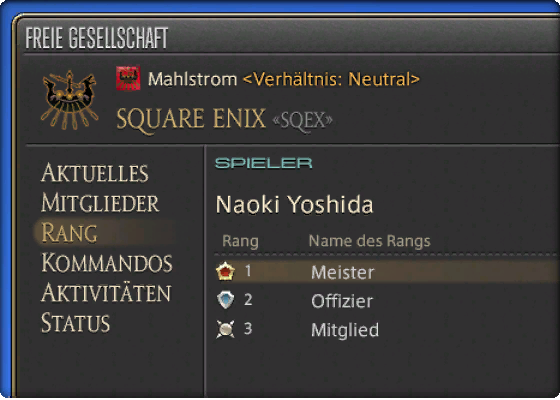 FREIE GESELLSCHAFT
Mahlstrom <Verhältnis: Neutral>
SQUARE ENIX «SQEX»
AKTUELLES
MITGLIEDER
RANG
KOMMANDOS
AKTIVITÄTEN
STATUS
SPIELER
Naoki Yoshida
Rang Name des Rangs
1 Meister
2 Offizier
3 Mitglied